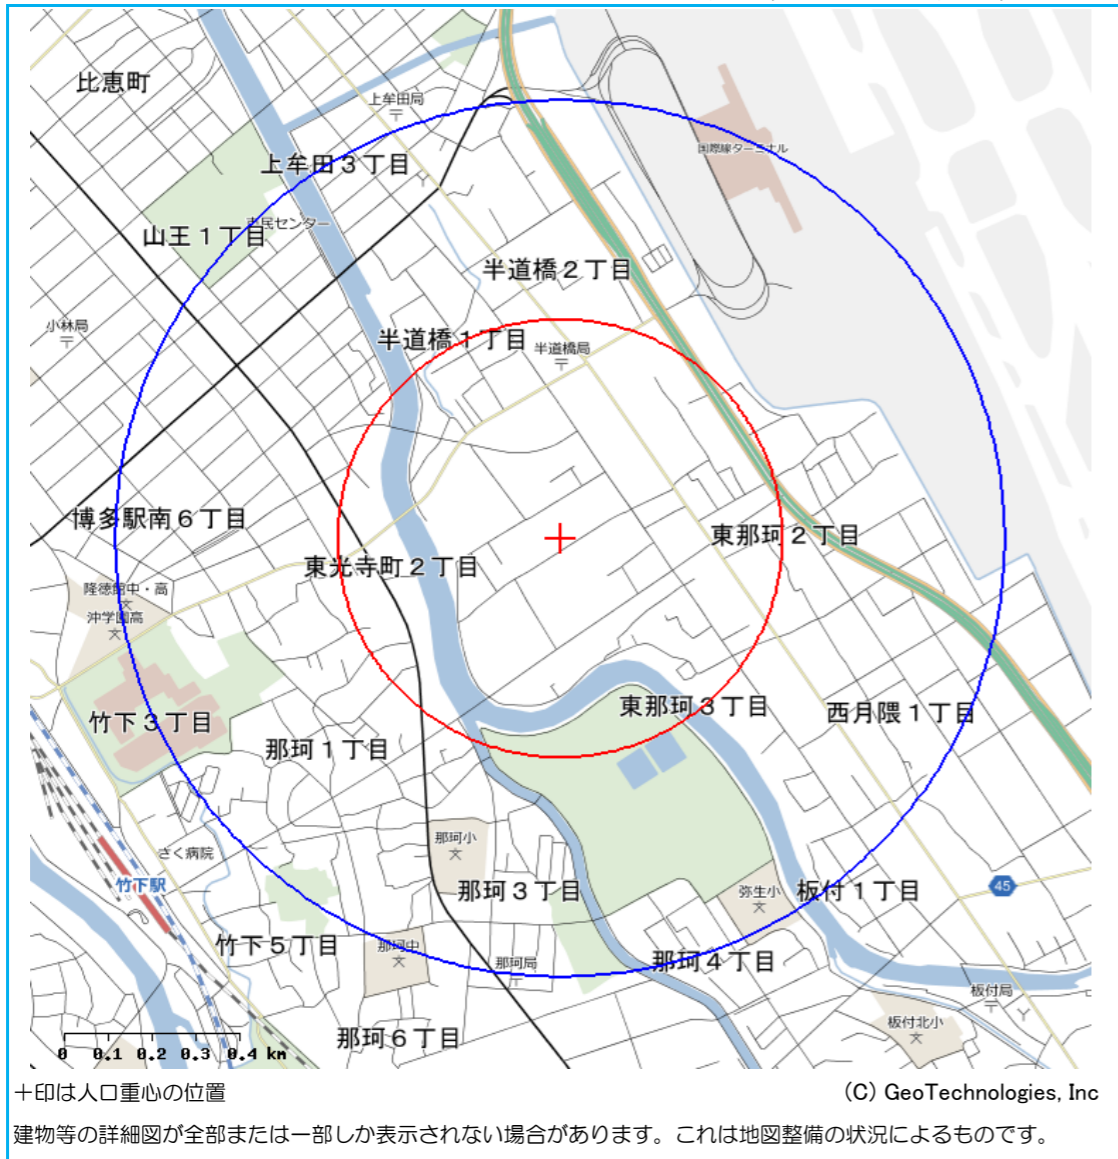 比恵町
上牟田局
上牟田３丁目
国際線ターミナル
市民センター
山王１丁目
半道橋２丁目
小林局
半道橋１丁目
半道橋局
博多駅南６丁目
東那珂２丁目
東光寺町２丁目
隆徳館中・高
沖学園高
東那珂３丁目
西月隈１丁目
竹下３丁目
那珂１丁目
那珂小
さく病院
竹下駅
那珂３丁目
弥生小
板付１丁目
45
竹下５丁目
那珂中
那珂局
那珂４丁目
板付局
板付北小
那珂６丁目
0 0.1 0.2 0.3 0.4 km
＋印は人口重心の位置
(C) GeoTechnologies, Inc
建物等の詳細図が全部または一部しか表示されない場合があります。これは地図整備の状況によるものです。